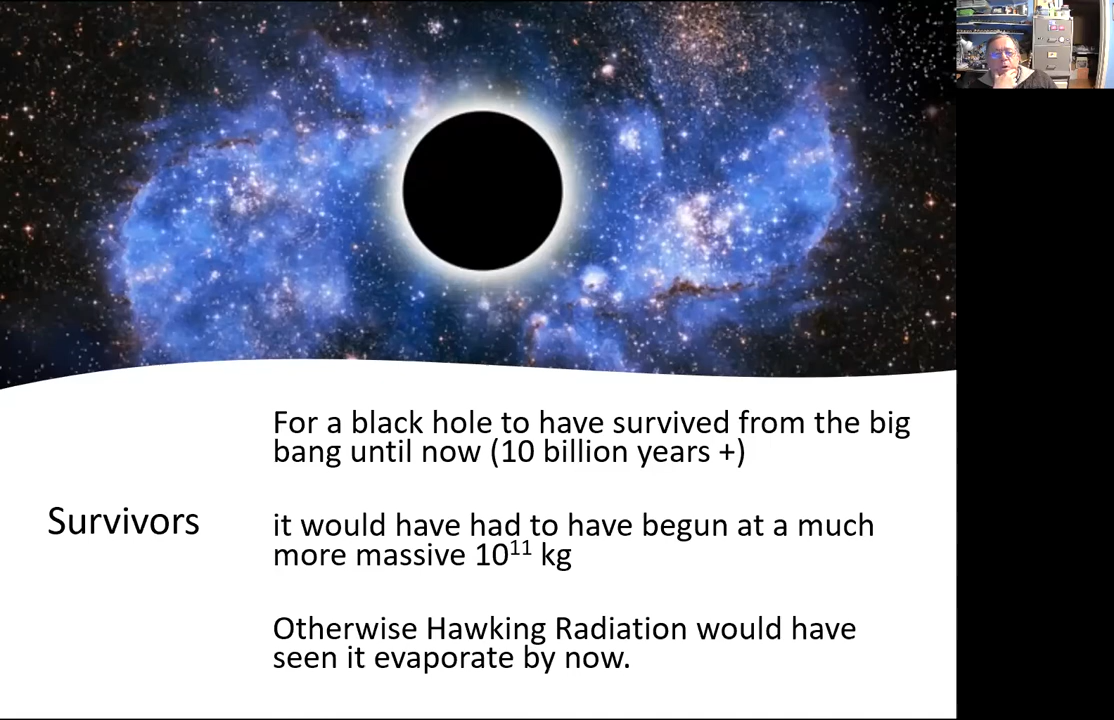 For a black hole to have survived from the big
bang until now (10 billion years +)
Survivors
it would have had to have begun at a much
more massive 10¹¹ kg
Otherwise Hawking Radiation would have
seen it evaporate by now.